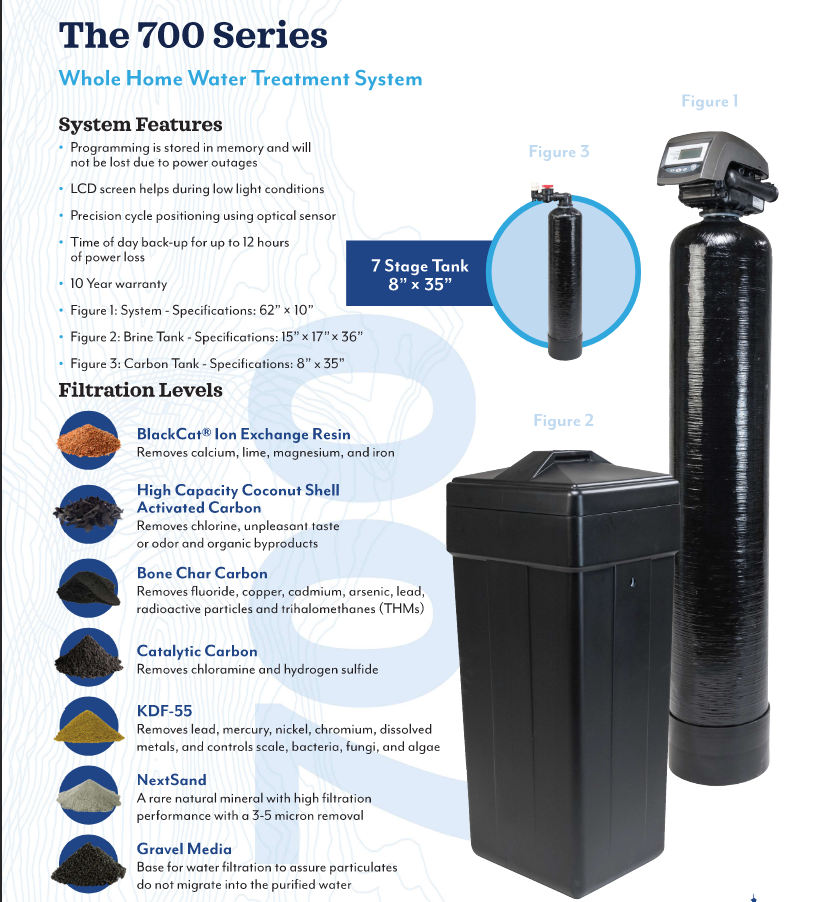 The 700 Series
Whole Home Water Treatment System
System Features
• Programming is stored in memory and will
not be lost due to power outages
• LCD screen helps during low light conditions
• Precision cycle positioning using optical sensor
• Time of day back-up for up to 12 hours
of power loss
• 10 Year warranty
• Figure 1: System - Specifications: 62” x 10”
• Figure 2: Brine Tank - Specifications: 15” x 17” x 36”
• Figure 3: Carbon Tank - Specifications: 8” x 35”
Figure 1
Figure 3
7 Stage Tank
8” x 35”
Figure 2
Filtration Levels
BlackCat® Ion Exchange Resin
Removes calcium, lime, magnesium, and iron
High Capacity Coconut Shell
Activated Carbon
Removes chlorine, unpleasant taste
or odor and organic byproducts
Bone Char Carbon
Removes fluoride, copper, cadmium, arsenic, lead,
radioactive particles and trihalomethanes (THMs)
Catalytic Carbon
Removes chloramine and hydrogen sulfide
KDF-55
Removes lead, mercury, nickel, chromium, dissolved
metals, and controls scale, bacteria, fungi, and algae
NextSand
A rare natural mineral with high filtration
performance with a 3-5 micron removal
Gravel Media
Base for water filtration to assure particulates
do not migrate into the purified water
700